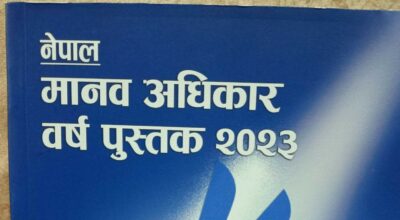 नेपाल
मानव अधिकार
वर्ष पुस्तक २०२३